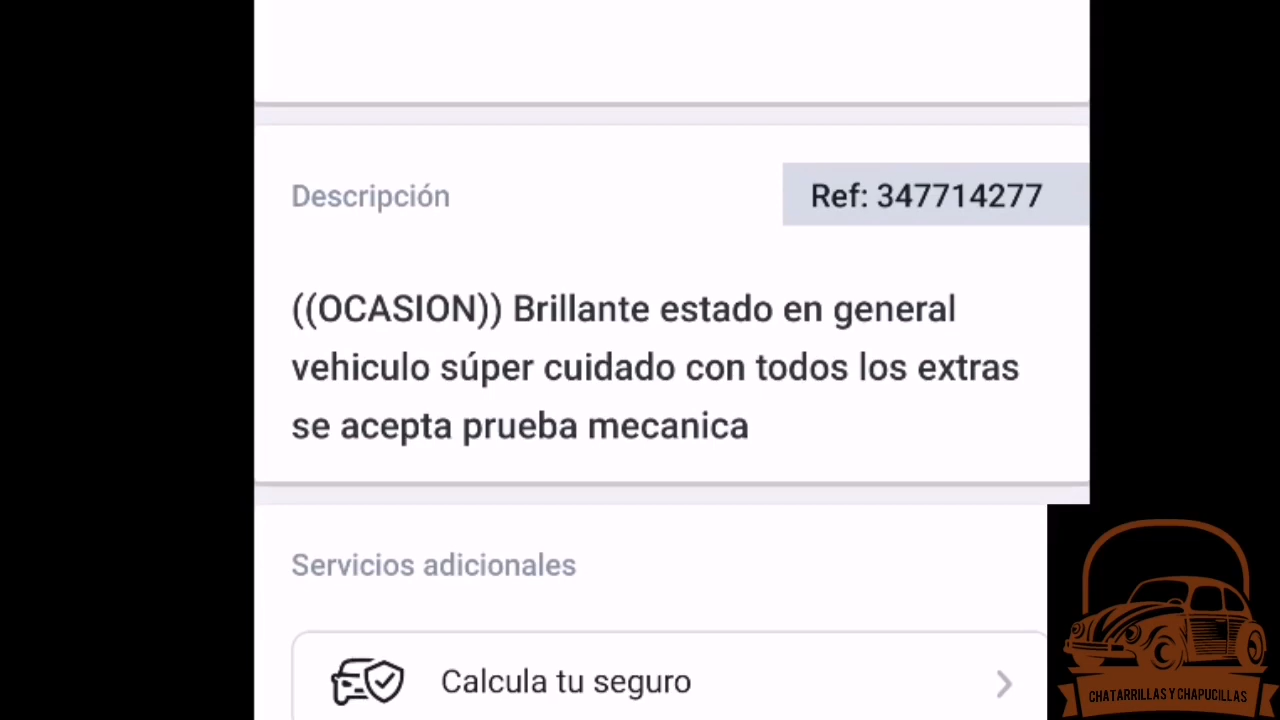 Descripción
Ref: 347714277
((OCASION)) Brillante estado en general
vehiculo súper cuidado con todos los extras
se acepta prueba mecanica
Servicios adicionales
Calcula tu seguro
CHATARRILLAS Y CHAPUCILLAS